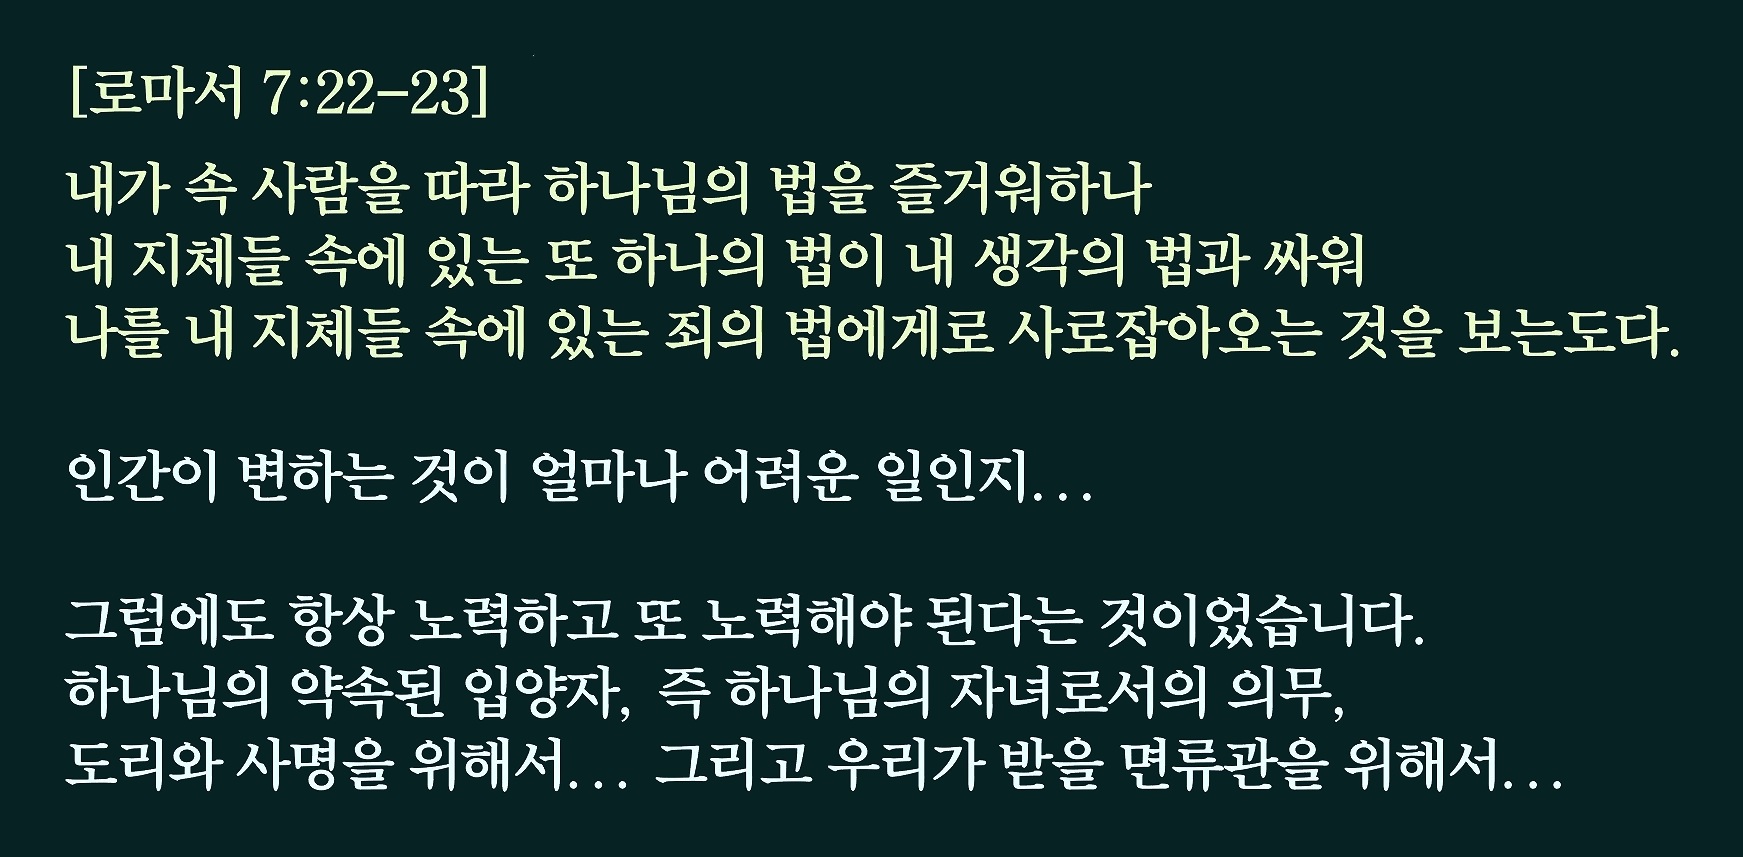 [로마서 7:22-23]
내가 속 사람을 따라 하나님의 법을 즐거워하나
내 지체들 속에 있는 또 하나의 법이 내 생각의 법과 싸워
나를 내 지체들 속에 있는 죄의 법에게로 사로잡아오는 것을 보는도다.
인간이 변하는 것이 얼마나 어려운 일인지...
그럼에도 항상 노력하고 또 노력해야 된다는 것이었습니다.
하나님의 약속된 입양자, 즉 하나님의 자녀로서의 의무,
도리와 사명을 위해서... 그리고 우리가 받을 면류관을 위해서...